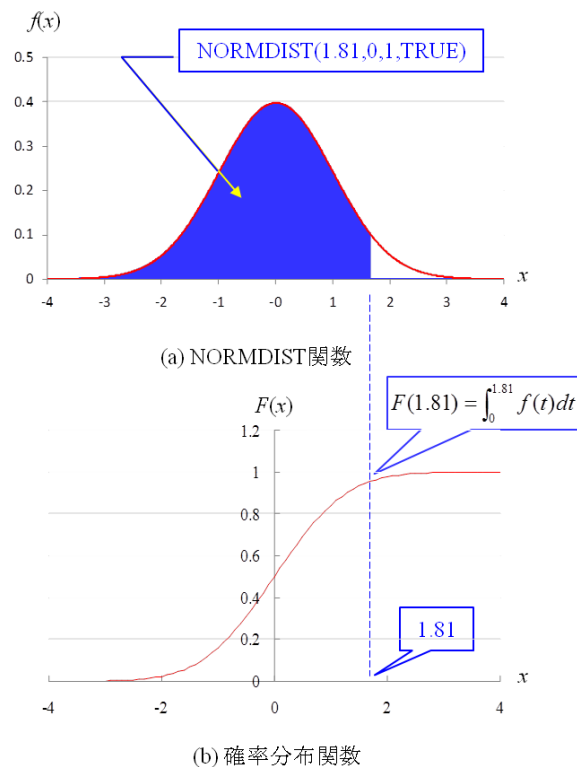 f(x)
NORMDIST(1.81,0,1,TRUE)
0.5
0.4
0.3
0.2
0.1
0
-4 -3 -2 -1 -0 1 2 3 4 x
(a) NORMDIST関数
F(x)
F(1.81) = ∫₀^1.81 f(t)dt
1.2
1
0.8
0.6
0.4
0.2
1.81
0
-4 -2 0 2 4 x
(b) 確率分布関数